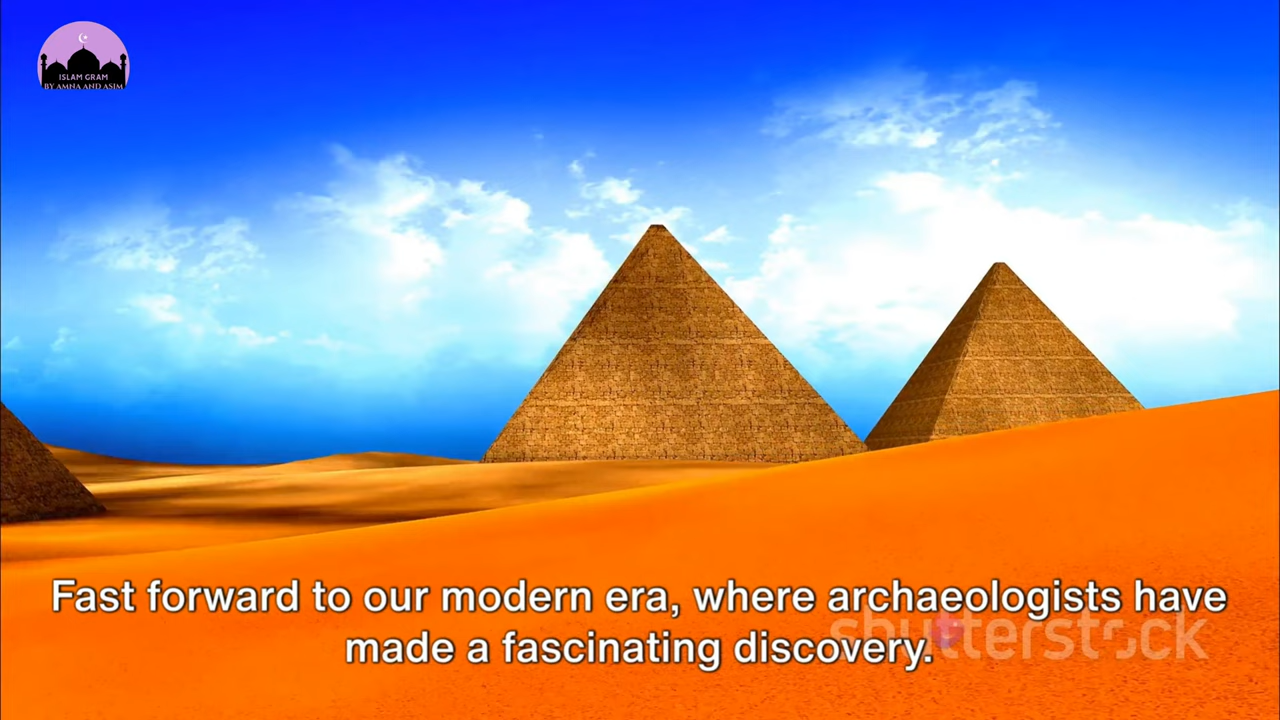 ISLAM GRAM
BY AMNA AND ASIM
Fast forward to our modern era, where archaeologists have
made a fascinating discovery.
shutterstock